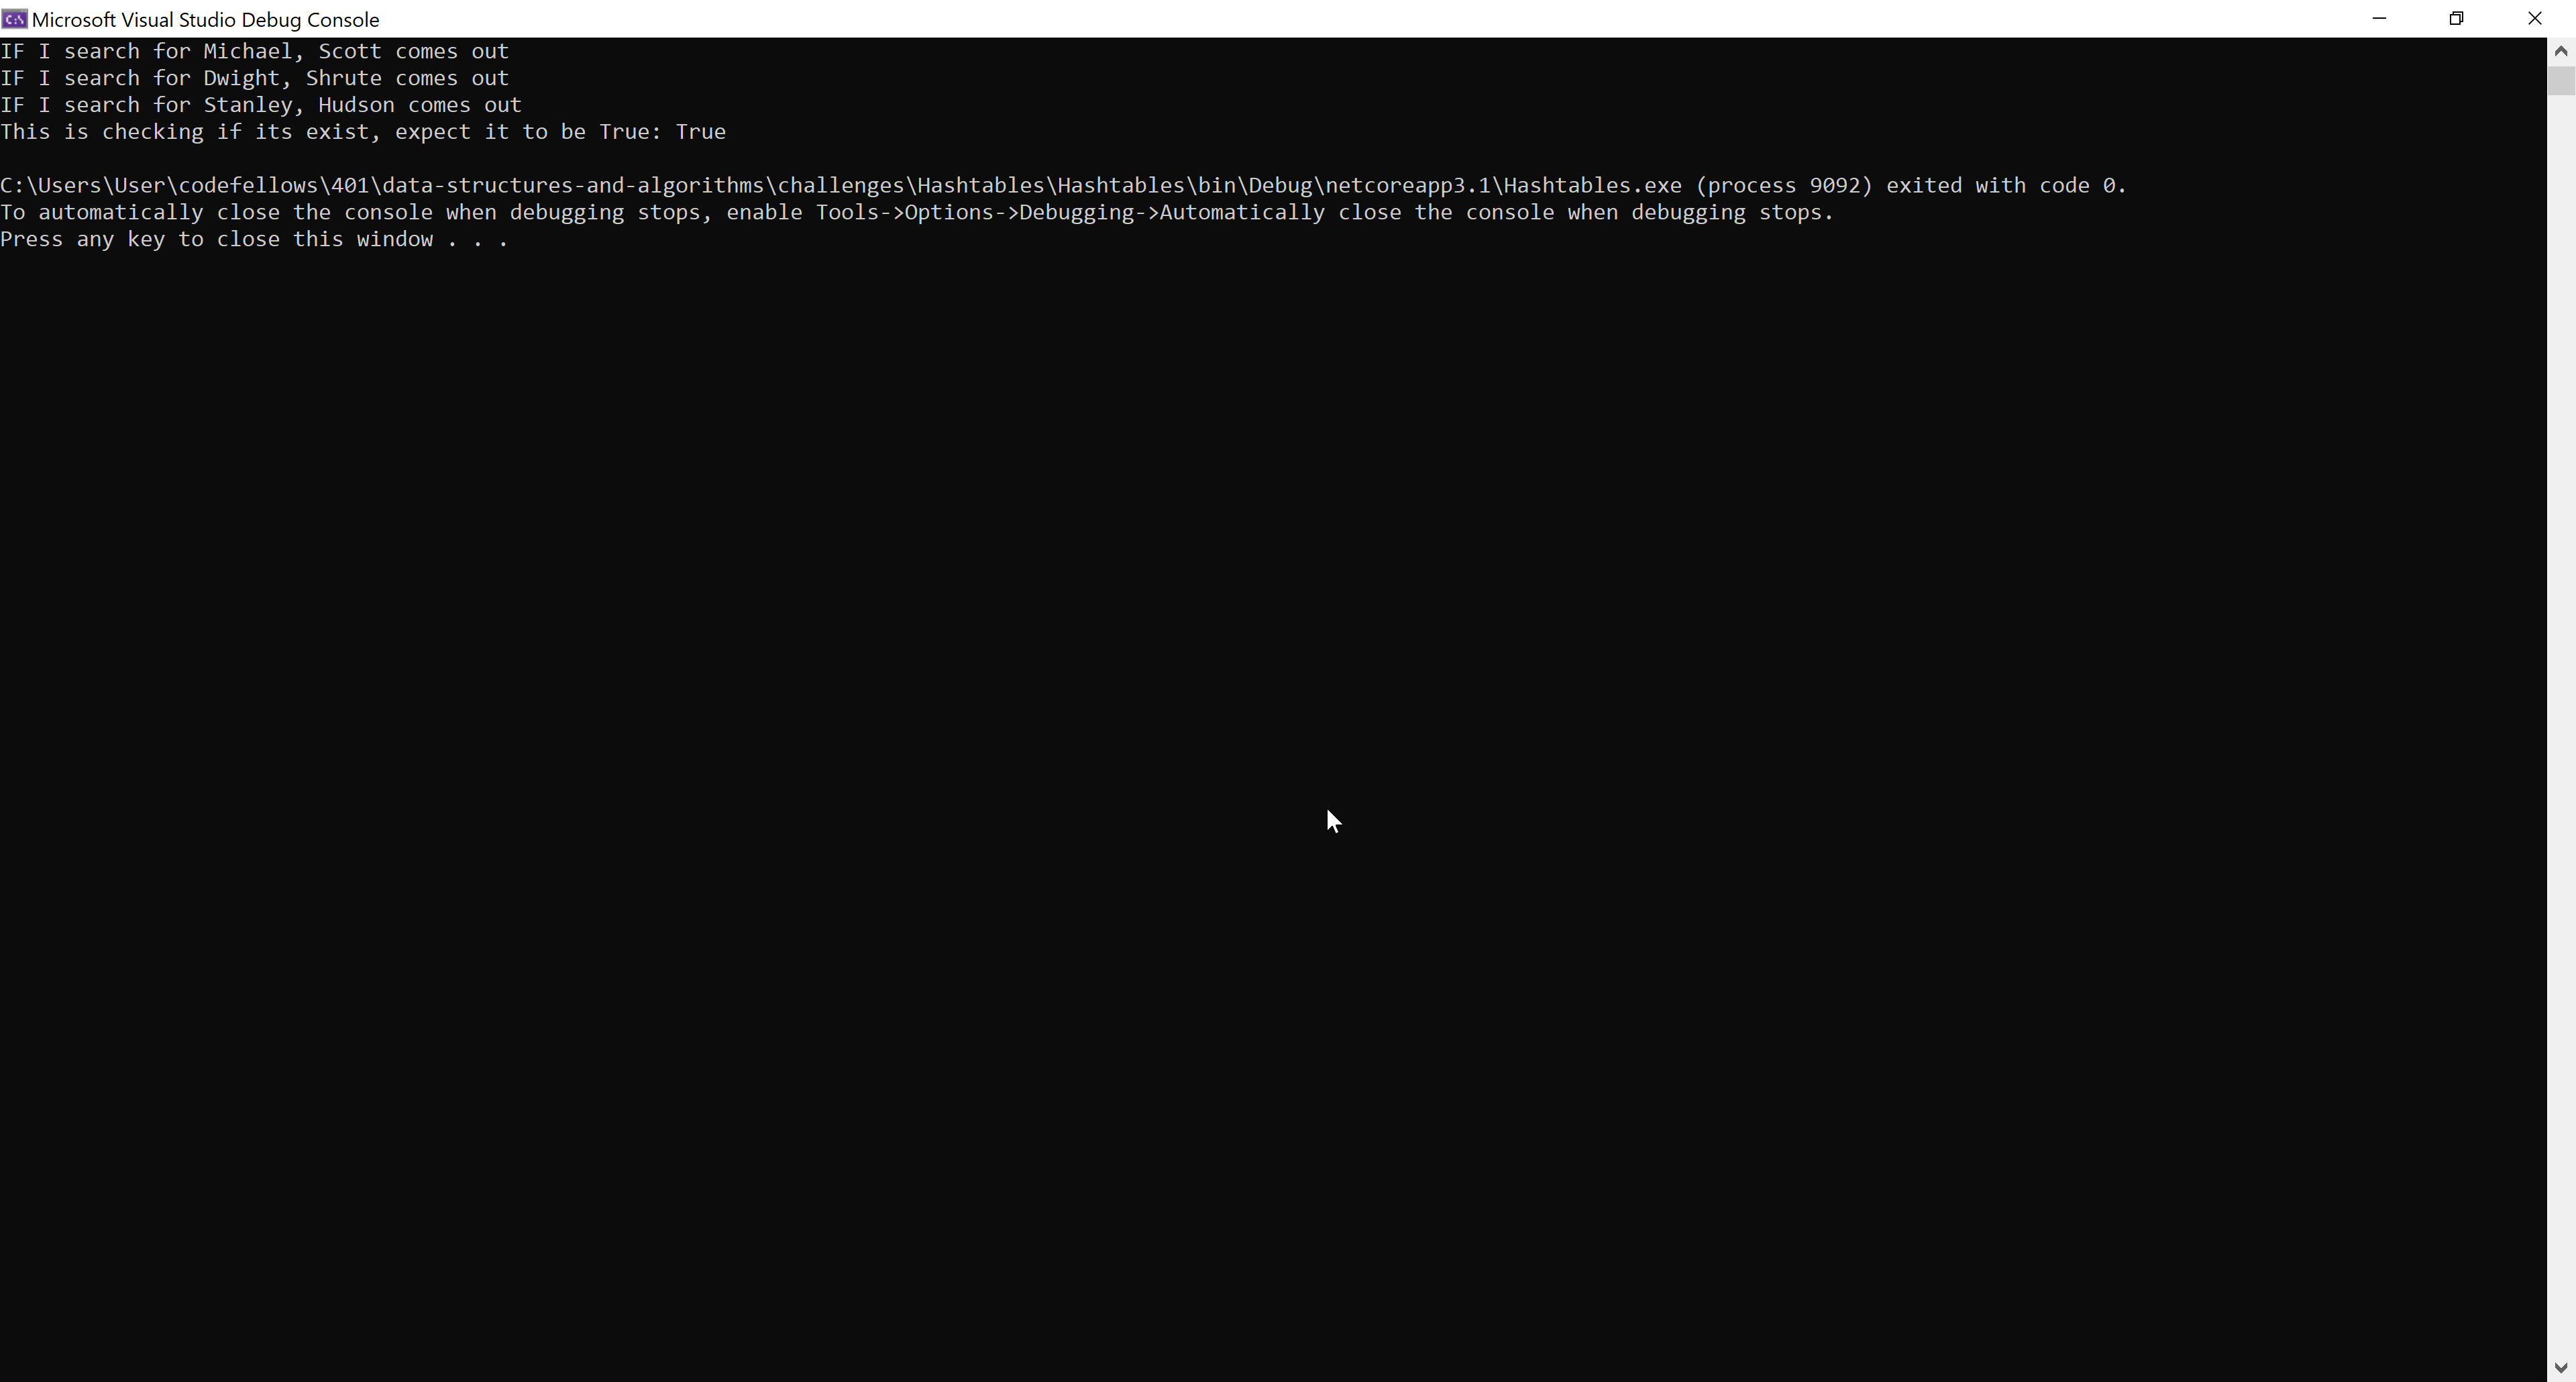 Microsoft Visual Studio Debug Console
IF I search for Michael, Scott comes out
IF I search for Dwight, Shrute comes out
IF I search for Stanley, Hudson comes out
This is checking if its exist, expect it to be True: True
C:\Users\User\codefellows\401\data-structures-and-algorithms\challenges\Hashtables\Hashtables\bin\Debug\netcoreapp3.1\Hashtables.exe (process 9092) exited with code 0.
To automatically close the console when debugging stops, enable Tools->Options->Debugging->Automatically close the console when debugging stops.
Press any key to close this window . . .